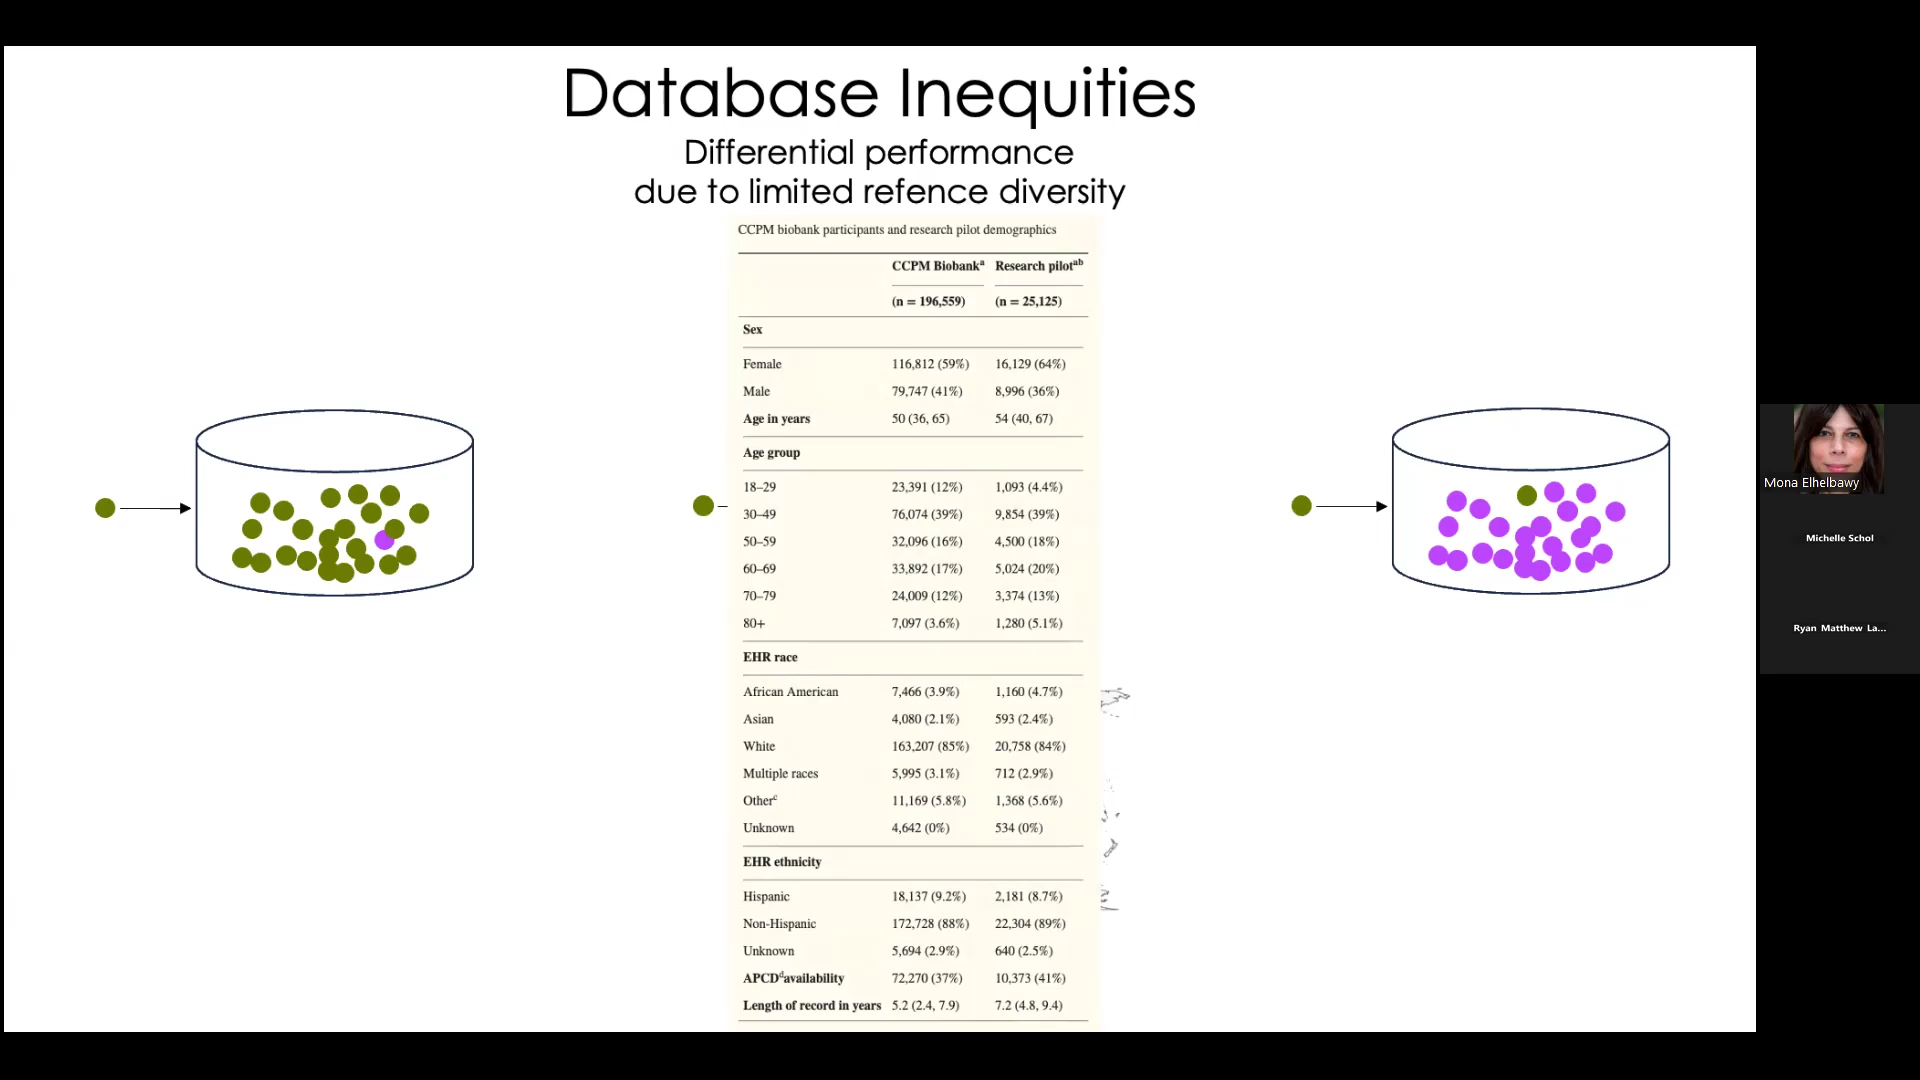 Database Inequities
Differential performance
due to limited refence diversity
CCPM biobank participants and research pilot demographics
CCPM Biobankᵃ Research pilotᵃᵇ
(n = 196,559) (n = 25,125)
Sex
Female 116,812 (59%) 16,129 (64%)
Male 79,747 (41%) 8,996 (36%)
Age in years 50 (36, 65) 54 (40, 67)
Age group
18–29 23,391 (12%) 1,093 (4.4%)
30–49 76,074 (39%) 9,854 (39%)
50–59 32,096 (16%) 4,500 (18%)
60–69 33,892 (17%) 5,024 (20%)
70–79 24,009 (12%) 3,374 (13%)
80+ 7,097 (3.6%) 1,280 (5.1%)
EHR race
African American 7,466 (3.9%) 1,160 (4.7%)
Asian 4,080 (2.1%) 593 (2.4%)
White 163,207 (85%) 20,758 (84%)
Multiple races 5,995 (3.1%) 712 (2.9%)
Otherᶜ 11,169 (5.8%) 1,368 (5.6%)
Unknown 4,642 (0%) 534 (0%)
EHR ethnicity
Hispanic 18,137 (9.2%) 2,181 (8.7%)
Non-Hispanic 172,728 (88%) 22,304 (89%)
Unknown 5,694 (2.9%) 640 (2.5%)
APCDᵈavailability 72,270 (37%) 10,373 (41%)
Length of record in years 5.2 (2.4, 7.9) 7.2 (4.8, 9.4)
Mona Elhelbawy
Michelle Schol
Ryan Matthew La...